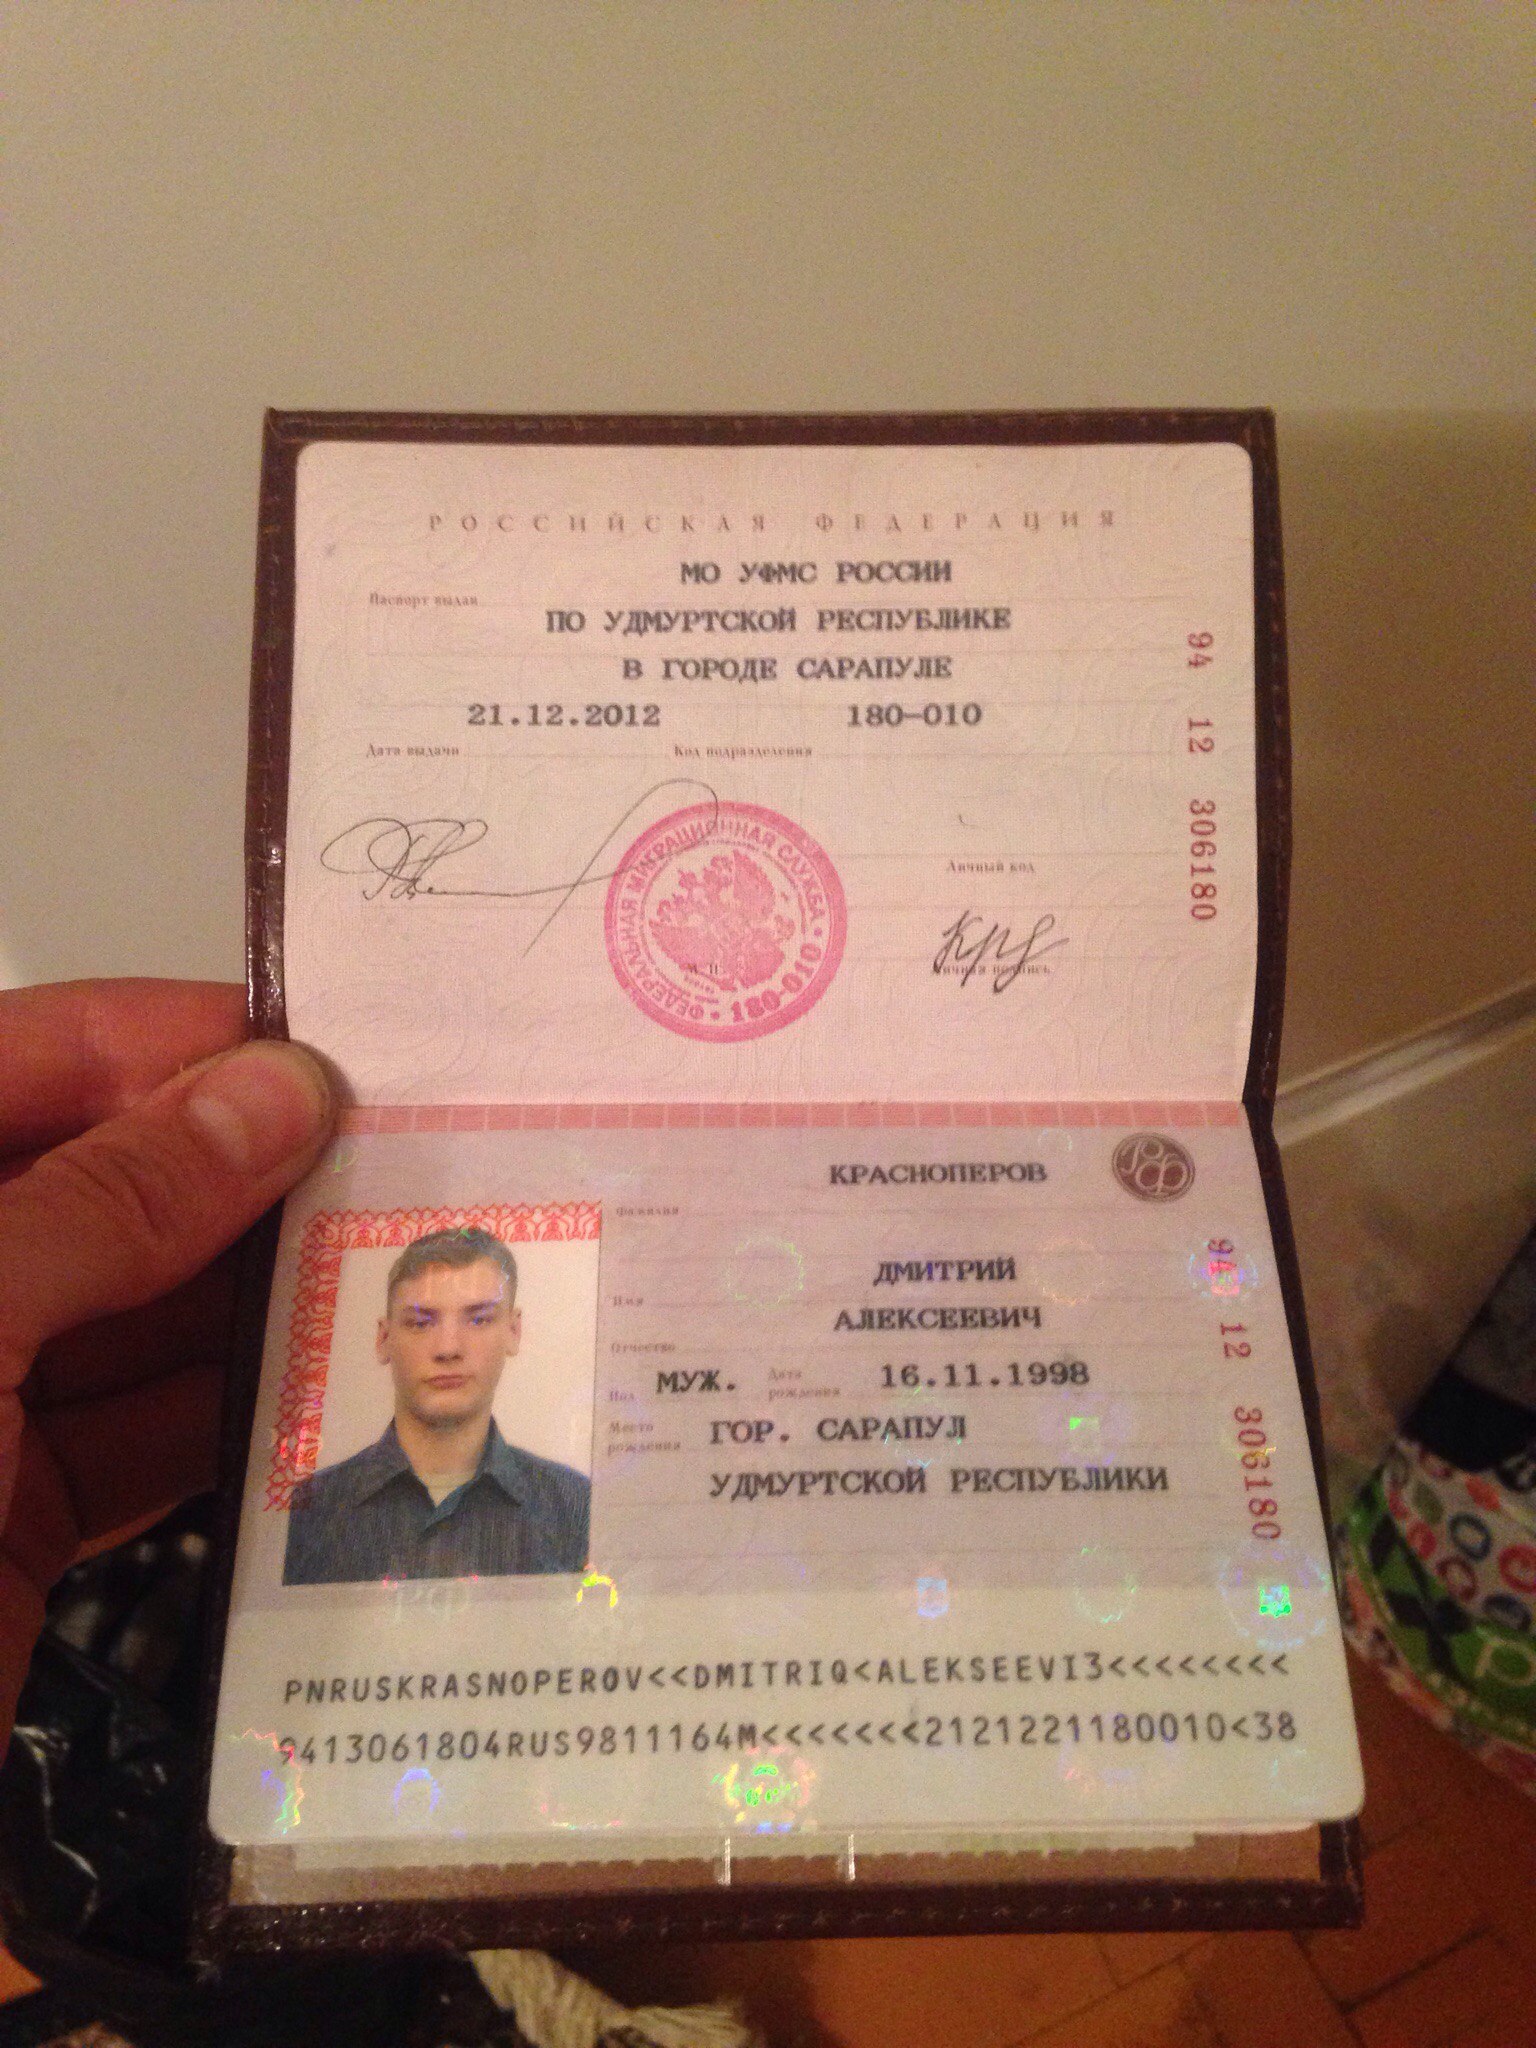 РОССИЙСКАЯ ФЕДЕРАЦИЯ
Паспорт выдан
МО УФМС РОССИИ
ПО УДМУРТСКОЙ РЕСПУБЛИКЕ
В ГОРОДЕ САРАПУЛЕ
21.12.2012 180-010
Дата выдачи Код подразделения
94 12 306180
ФЕДЕРАЛЬНАЯ МИГРАЦИОННАЯ СЛУЖБА • 180-010 •
М. П.
Личный код
Личная подпись
КРАСНОПЕРОВ
РФ
Фамилия
ДМИТРИЙ
Имя
АЛЕКСЕЕВИЧ
Отчество
Пол МУЖ. Дата рождения 16.11.1998
Место рождения ГОР. САРАПУЛ
УДМУРТСКОЙ РЕСПУБЛИКИ
94 12 306180
PNRUSKRASNOPEROV<<DMITRIQ<ALEKSEEVI3<<<<<<<<<
9413061804RUS9811164M<<<<<<<2121221180010<38